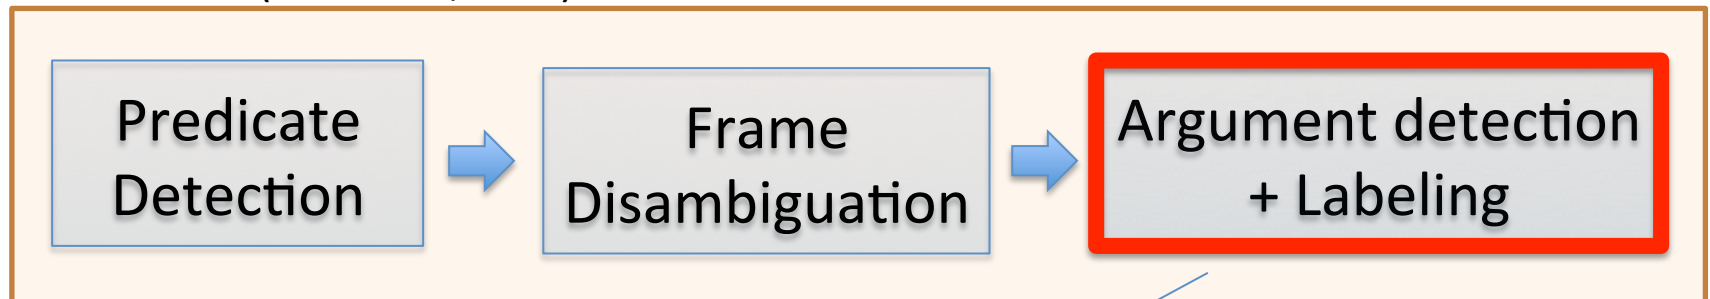 Predicate
Detection
Frame
Disambiguation
Argument detection
+ Labeling